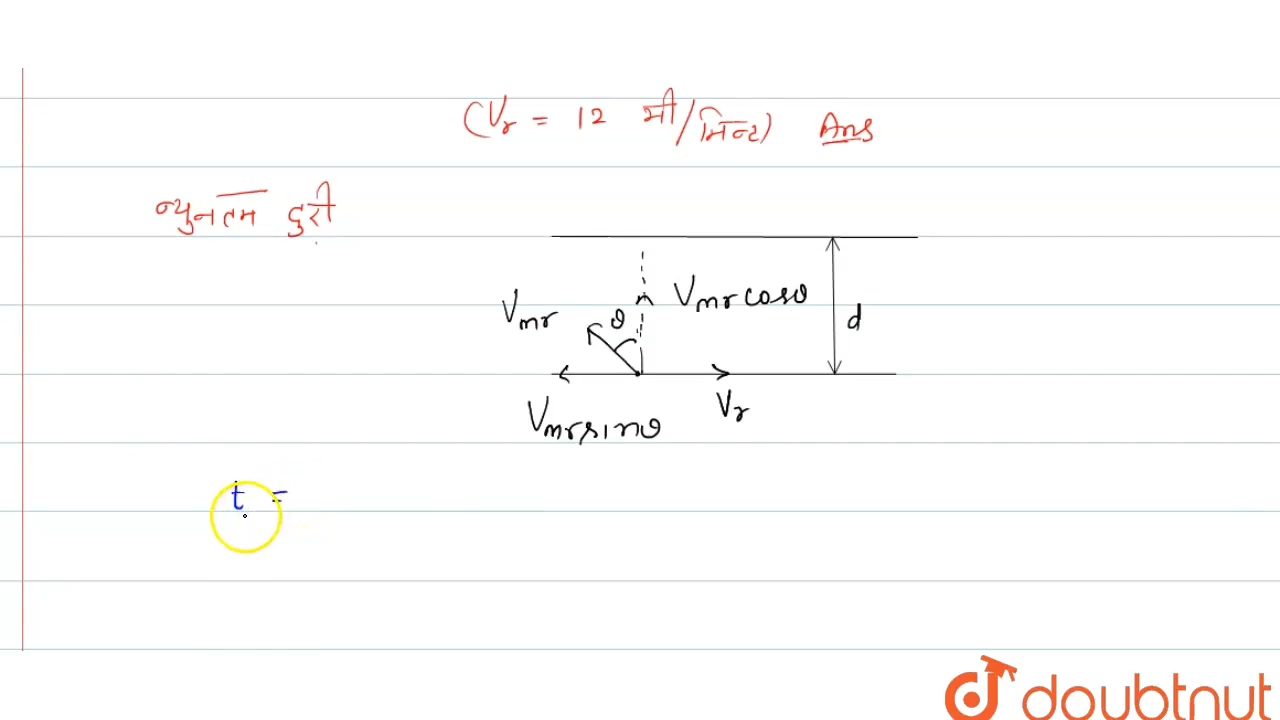 (Vr = 12 मी/मिनट) Ans
न्युनतम दुरी
Vmr θ Vmr cosθ
d
Vmr sinθ Vr
t =
doubtnut